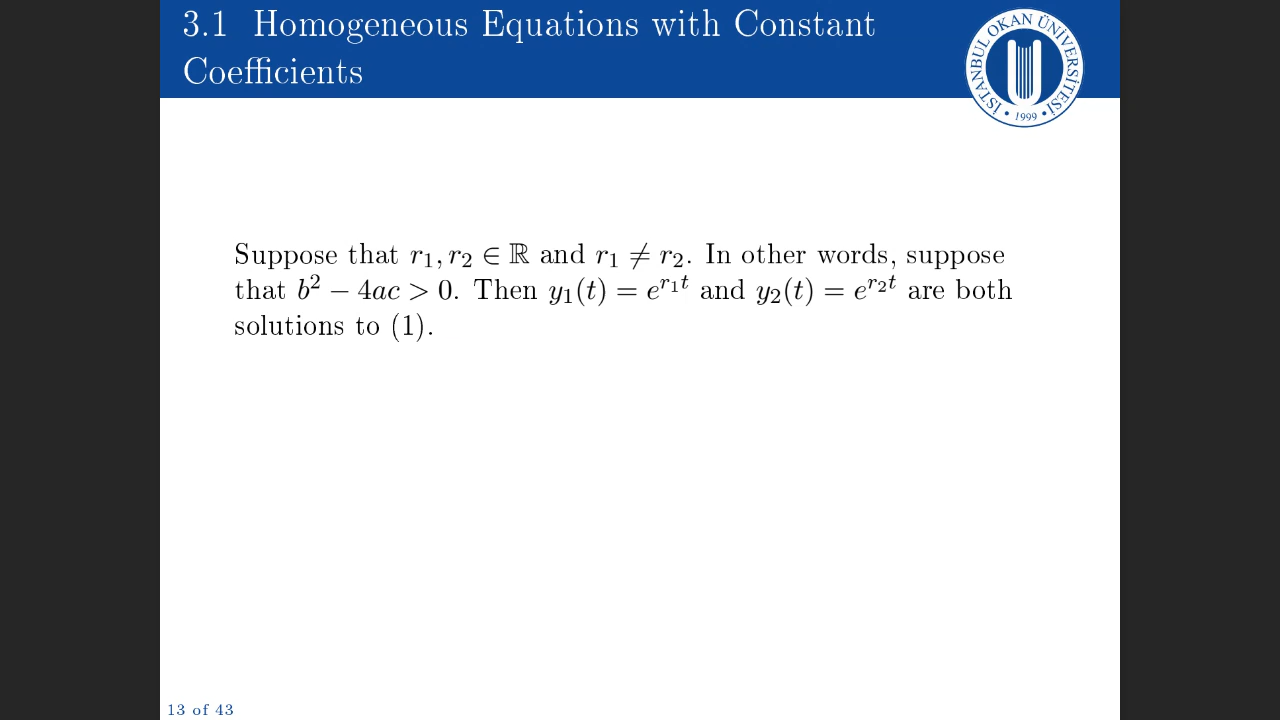 3.1 Homogeneous Equations with Constant
Coefficients
İSTANBUL OKAN ÜNİVERSİTESİ
• 1999 •
Suppose that r₁, r₂ ∈ ℝ and r₁ ≠ r₂. In other words, suppose
that b² − 4ac > 0. Then y₁(t) = e^{r₁t} and y₂(t) = e^{r₂t} are both
solutions to (1).
13 of 43